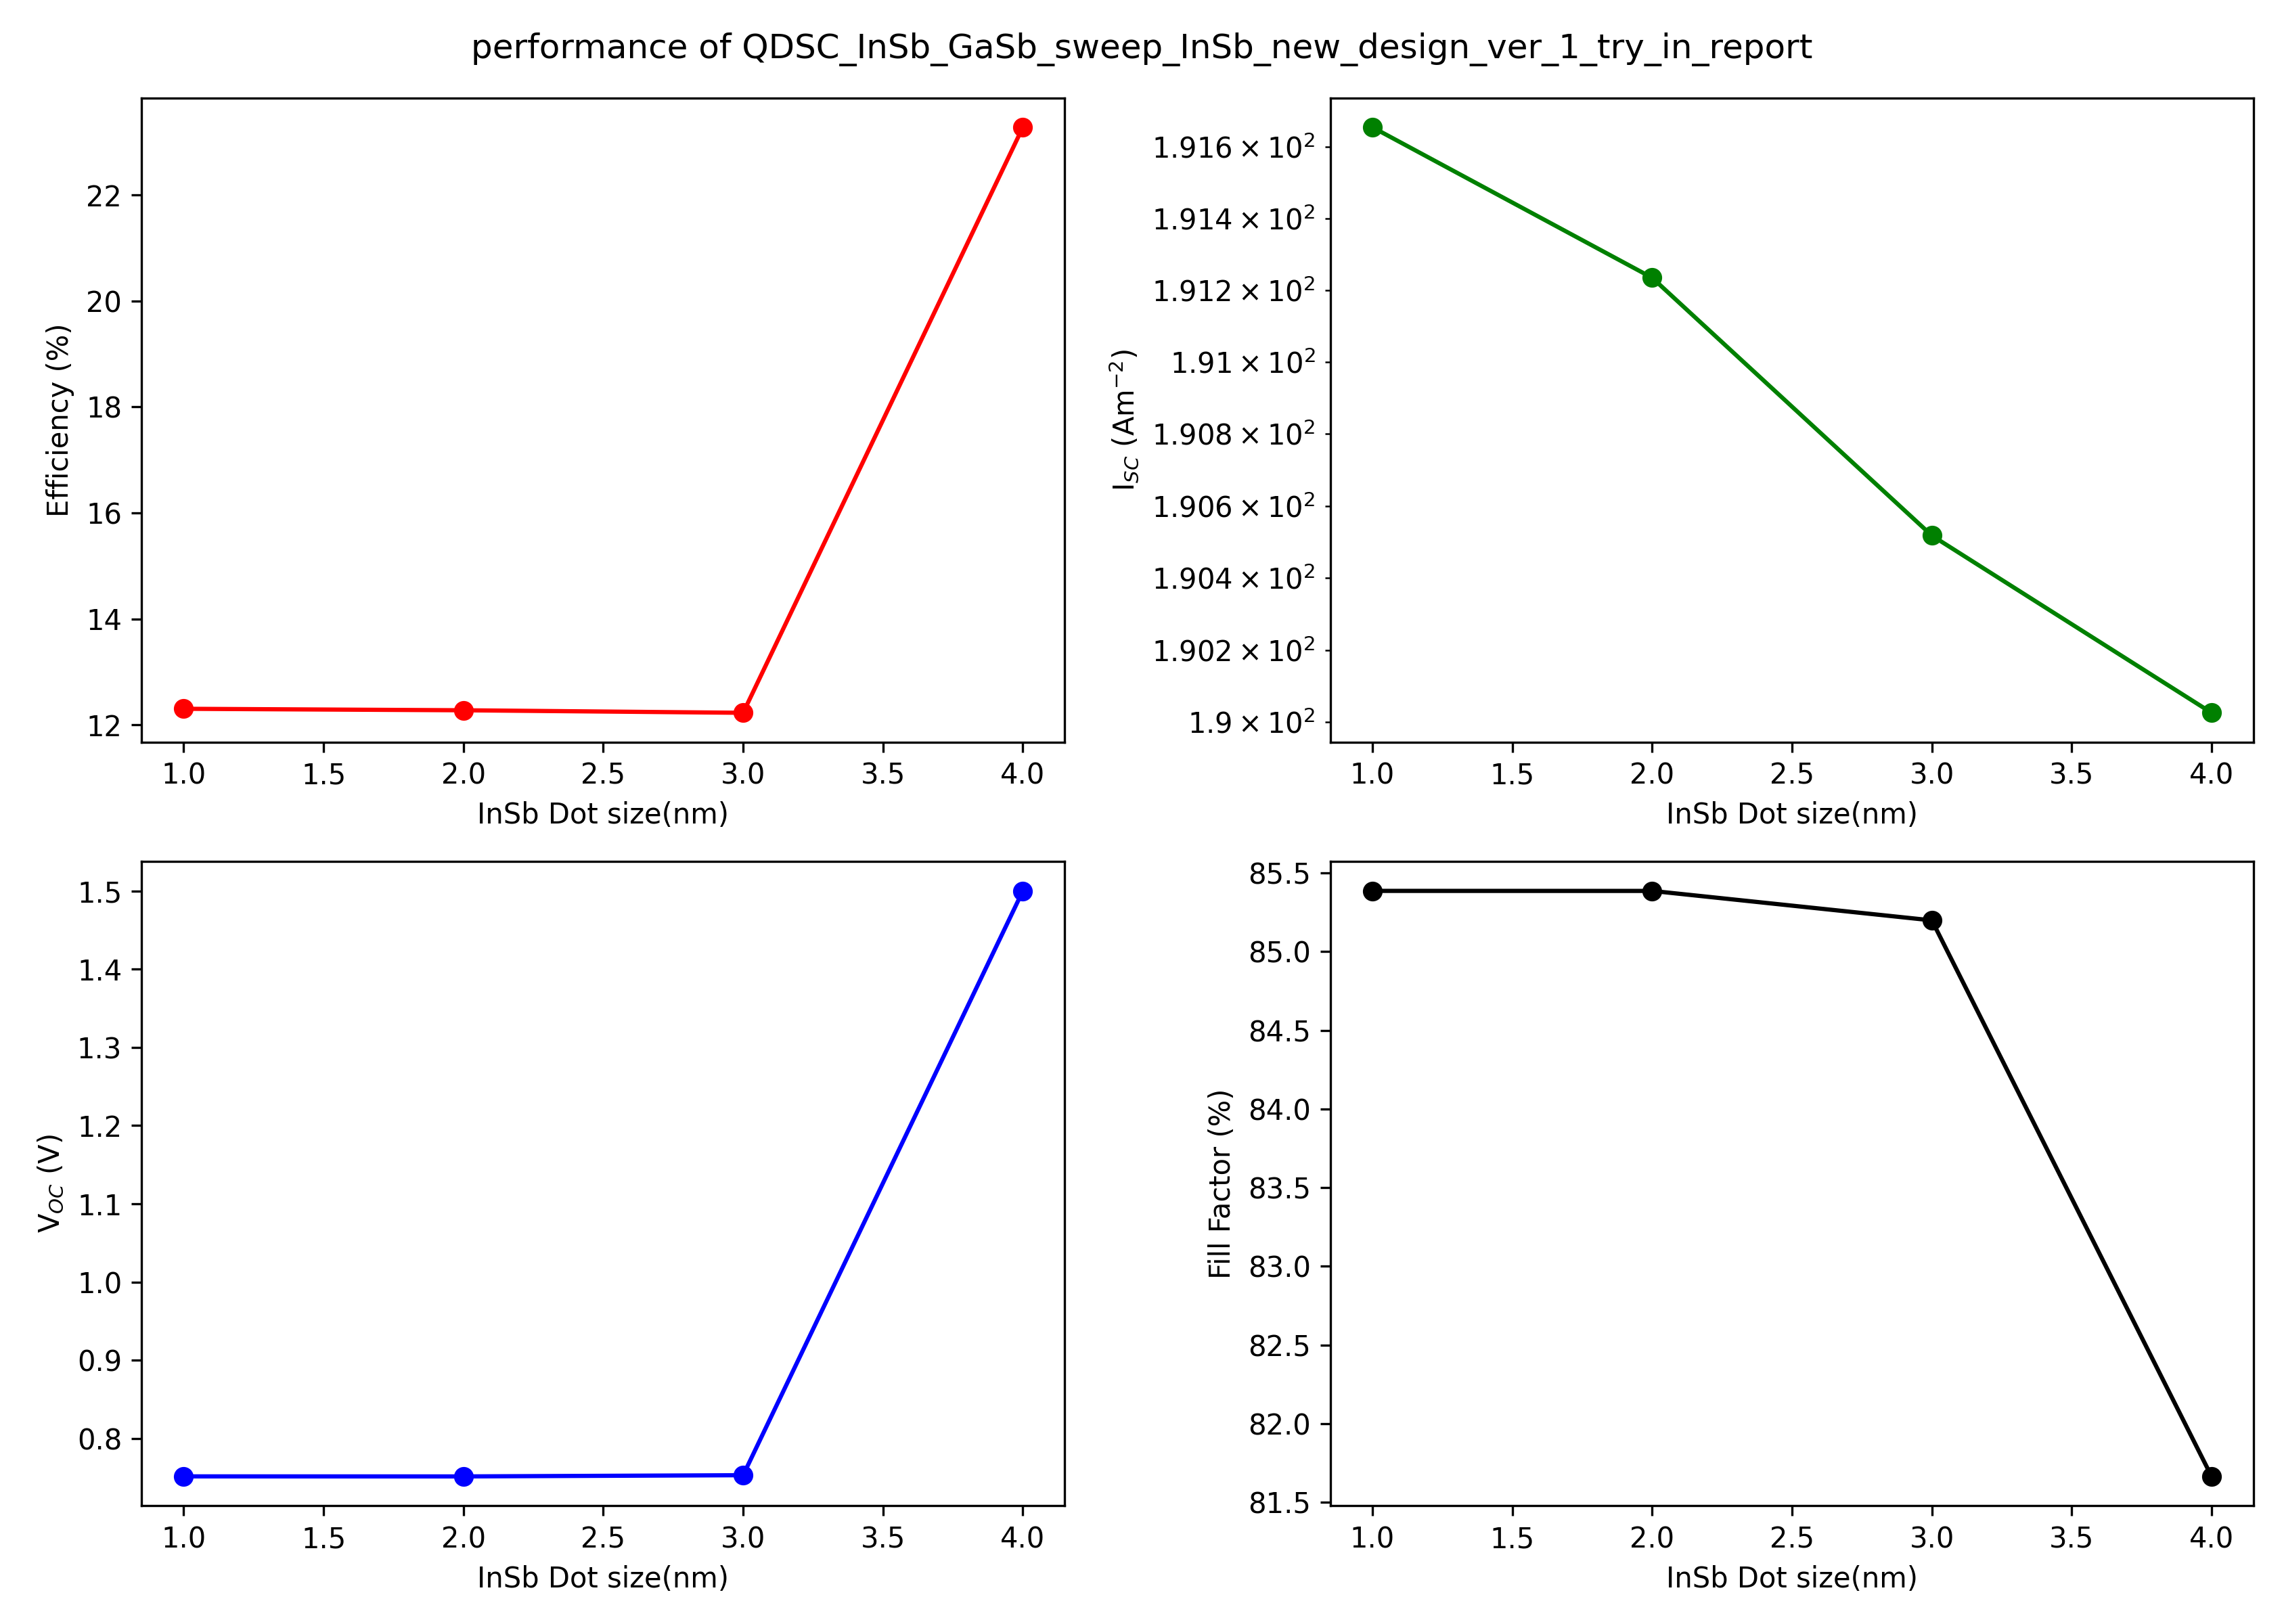 performance of QDSC_InSb_GaSb_sweep_InSb_new_design_ver_1_try_in_report
Efficiency (%)
22
20
18
16
14
12
1.0 1.5 2.0 2.5 3.0 3.5 4.0
InSb Dot size(nm)
I_{SC} (Am^{−2})
1.916 × 10^2
1.914 × 10^2
1.912 × 10^2
1.91 × 10^2
1.908 × 10^2
1.906 × 10^2
1.904 × 10^2
1.902 × 10^2
1.9 × 10^2
1.0 1.5 2.0 2.5 3.0 3.5 4.0
InSb Dot size(nm)
V_{OC} (V)
1.5
1.4
1.3
1.2
1.1
1.0
0.9
0.8
1.0 1.5 2.0 2.5 3.0 3.5 4.0
InSb Dot size(nm)
Fill Factor (%)
85.5
85.0
84.5
84.0
83.5
83.0
82.5
82.0
81.5
1.0 1.5 2.0 2.5 3.0 3.5 4.0
InSb Dot size(nm)